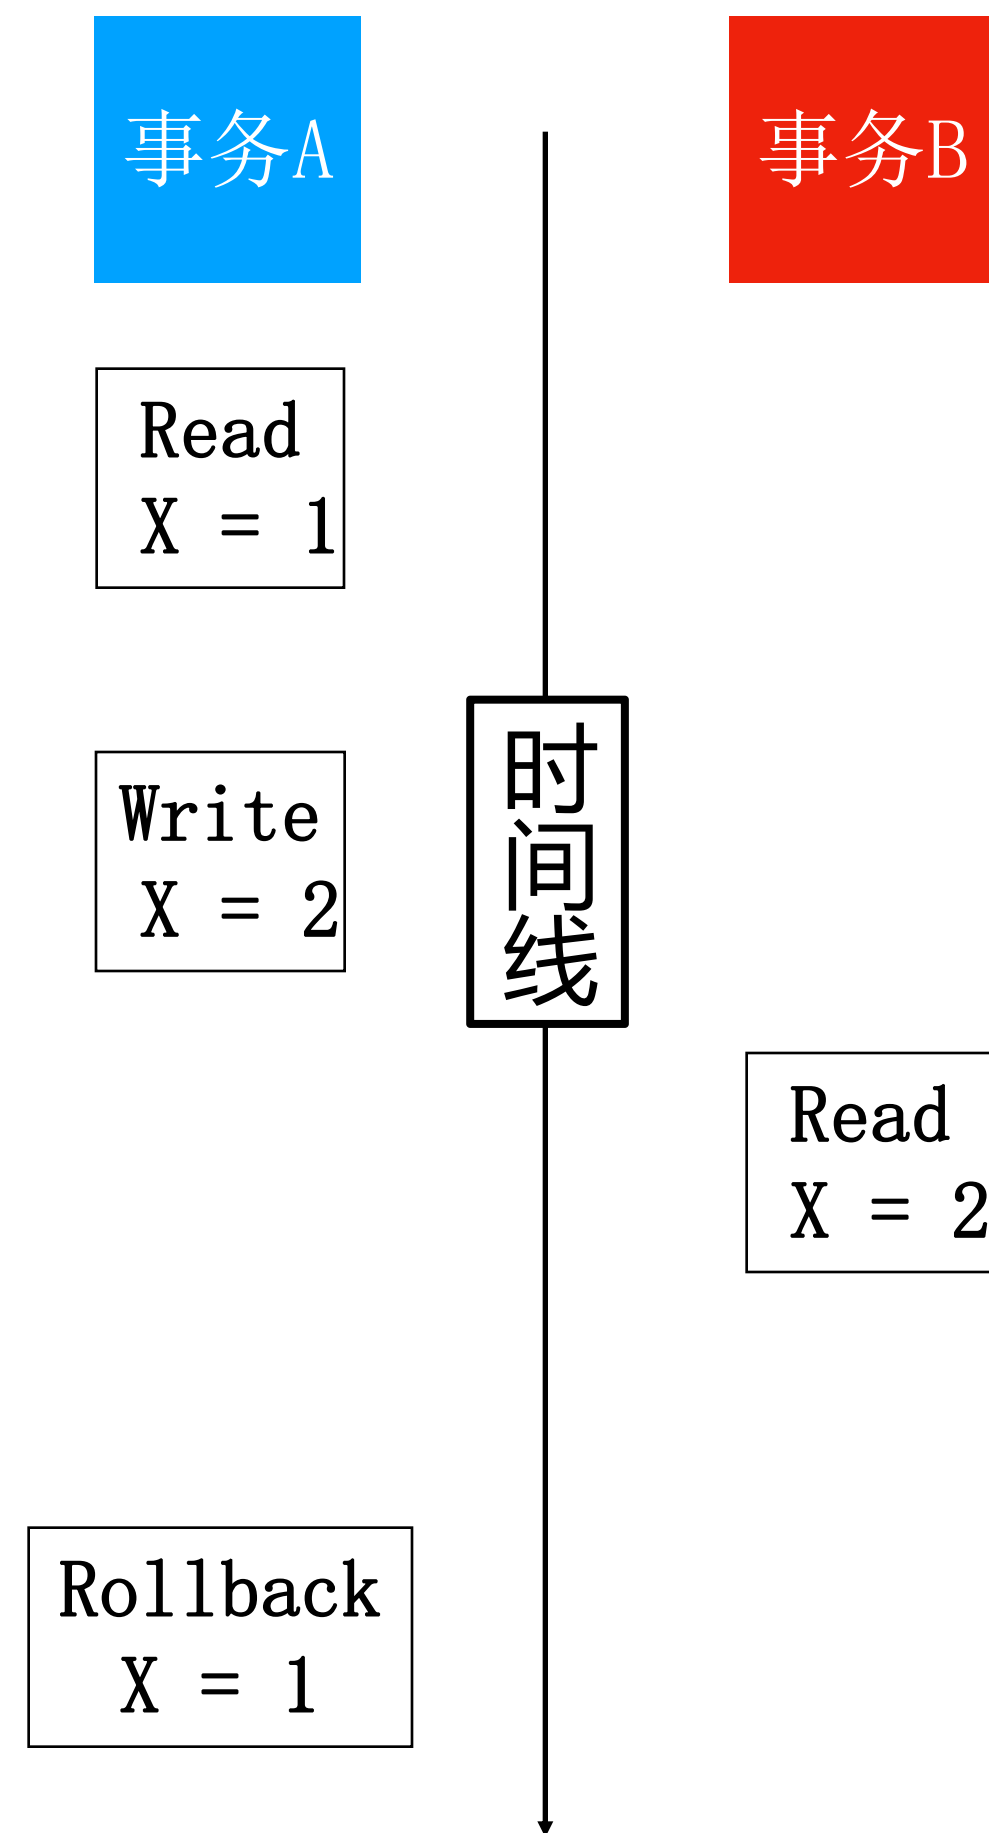 事务A
事务B
Read
X = 1
Write
X = 2
时
间
线
Read
X = 2
Rollback
X = 1